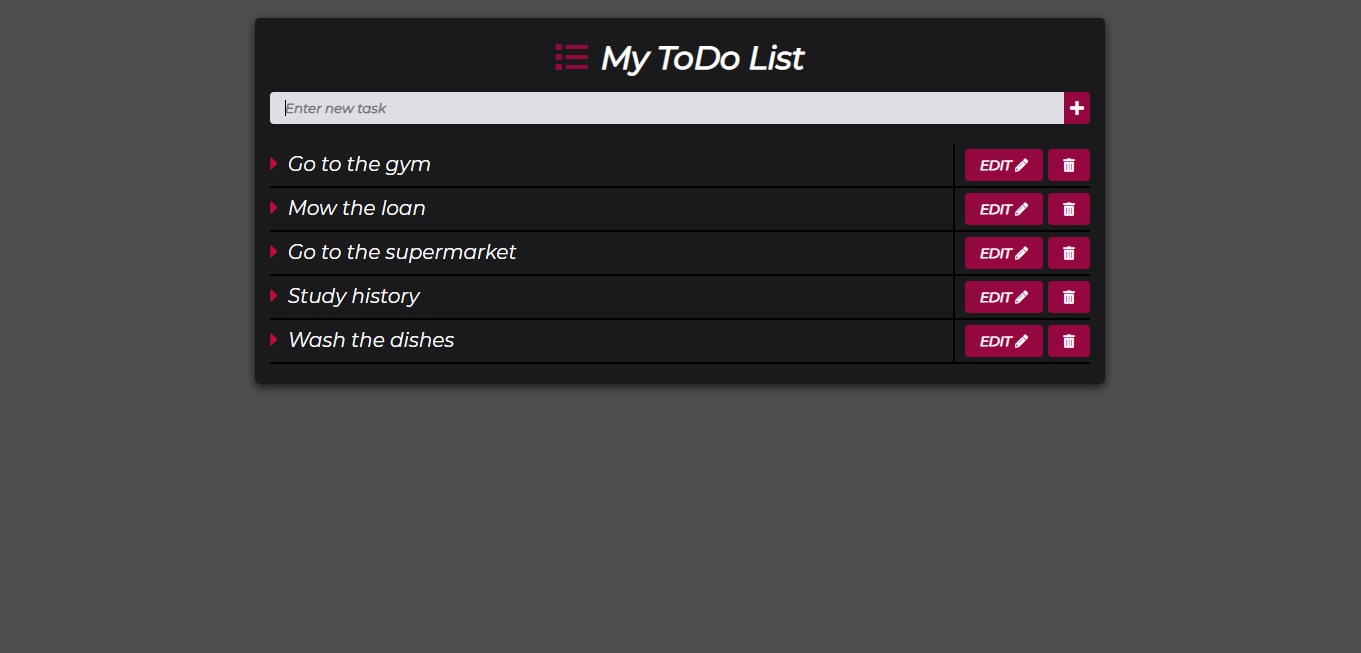 My ToDo List
Enter new task
Go to the gym EDIT
Mow the loan EDIT
Go to the supermarket EDIT
Study history EDIT
Wash the dishes EDIT